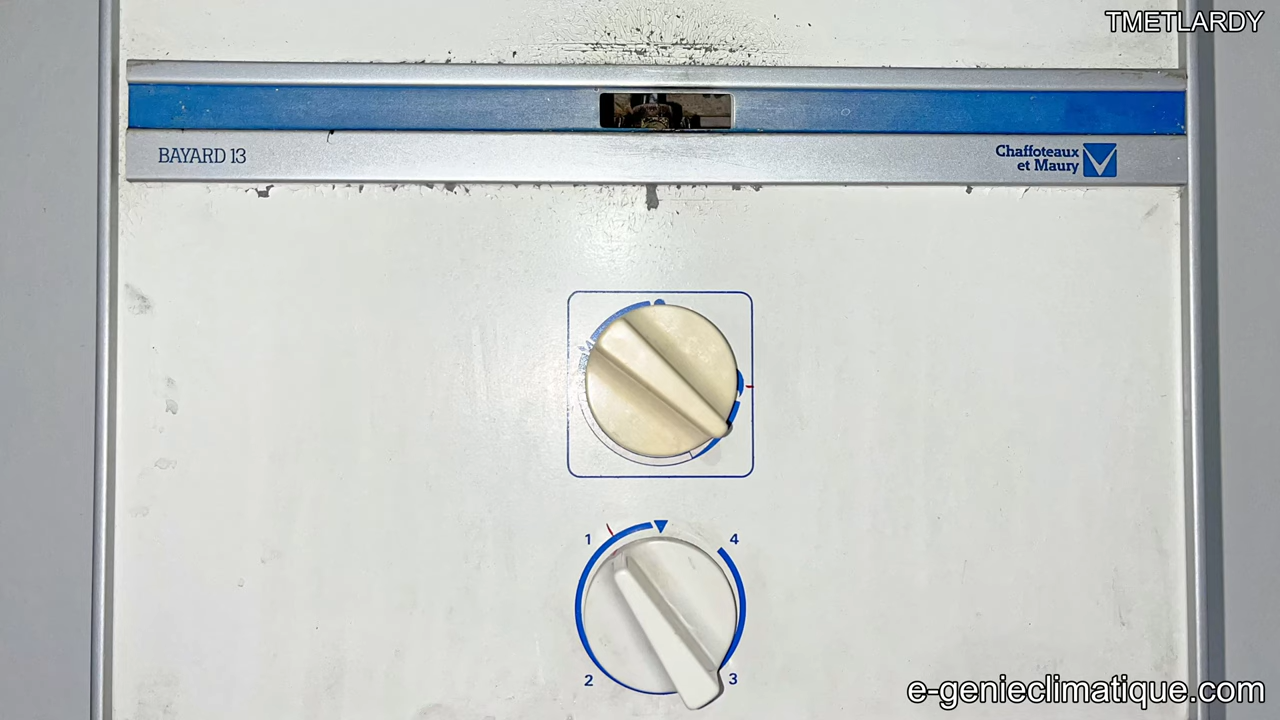 TMETLARDY
BAYARD 13
Chaffoteaux
et Maury
1
4
2
3
e-genieclimatique.com